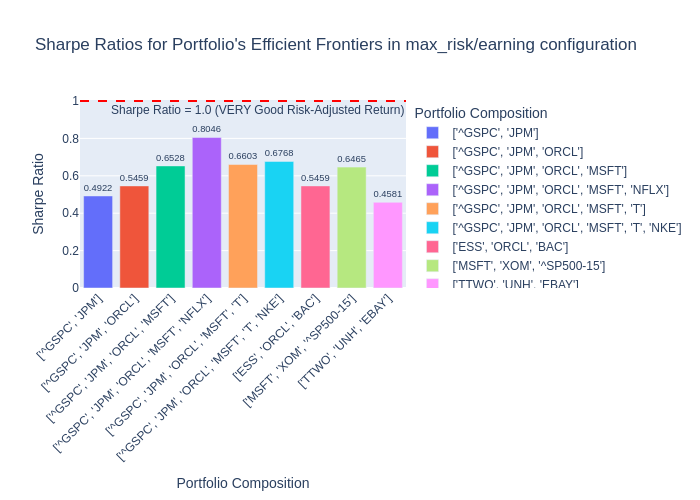 Sharpe Ratios for Portfolio's Efficient Frontiers in max_risk/earning configuration
Sharpe Ratio = 1.0 (VERY Good Risk-Adjusted Return)
Sharpe Ratio
1
0.8
0.6
0.4
0.2
0
0.4922
0.5459
0.6528
0.8046
0.6603
0.6768
0.5459
0.6465
0.4581
['^GSPC', 'JPM']
['^GSPC', 'JPM', 'ORCL']
['^GSPC', 'JPM', 'ORCL', 'MSFT']
['^GSPC', 'JPM', 'ORCL', 'MSFT', 'NFLX']
['^GSPC', 'JPM', 'ORCL', 'MSFT', 'T']
['^GSPC', 'JPM', 'ORCL', 'MSFT', 'T', 'NKE']
['ESS', 'ORCL', 'BAC']
['MSFT', 'XOM', '^SP500-15']
['TTWO', 'UNH', 'EBAY']
Portfolio Composition
Portfolio Composition
['^GSPC', 'JPM']
['^GSPC', 'JPM', 'ORCL']
['^GSPC', 'JPM', 'ORCL', 'MSFT']
['^GSPC', 'JPM', 'ORCL', 'MSFT', 'NFLX']
['^GSPC', 'JPM', 'ORCL', 'MSFT', 'T']
['^GSPC', 'JPM', 'ORCL', 'MSFT', 'T', 'NKE']
['ESS', 'ORCL', 'BAC']
['MSFT', 'XOM', '^SP500-15']
['TTWO', 'UNH', 'EBAY']